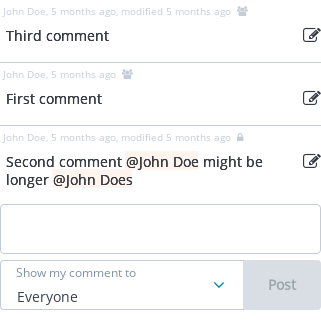 John Doe, 5 months ago, modified 5 months ago
Third comment
John Doe, 5 months ago
First comment
John Doe, 5 months ago, modified 5 months ago
Second comment @John Doe might be
longer @John Does
Show my comment to
Everyone
Post